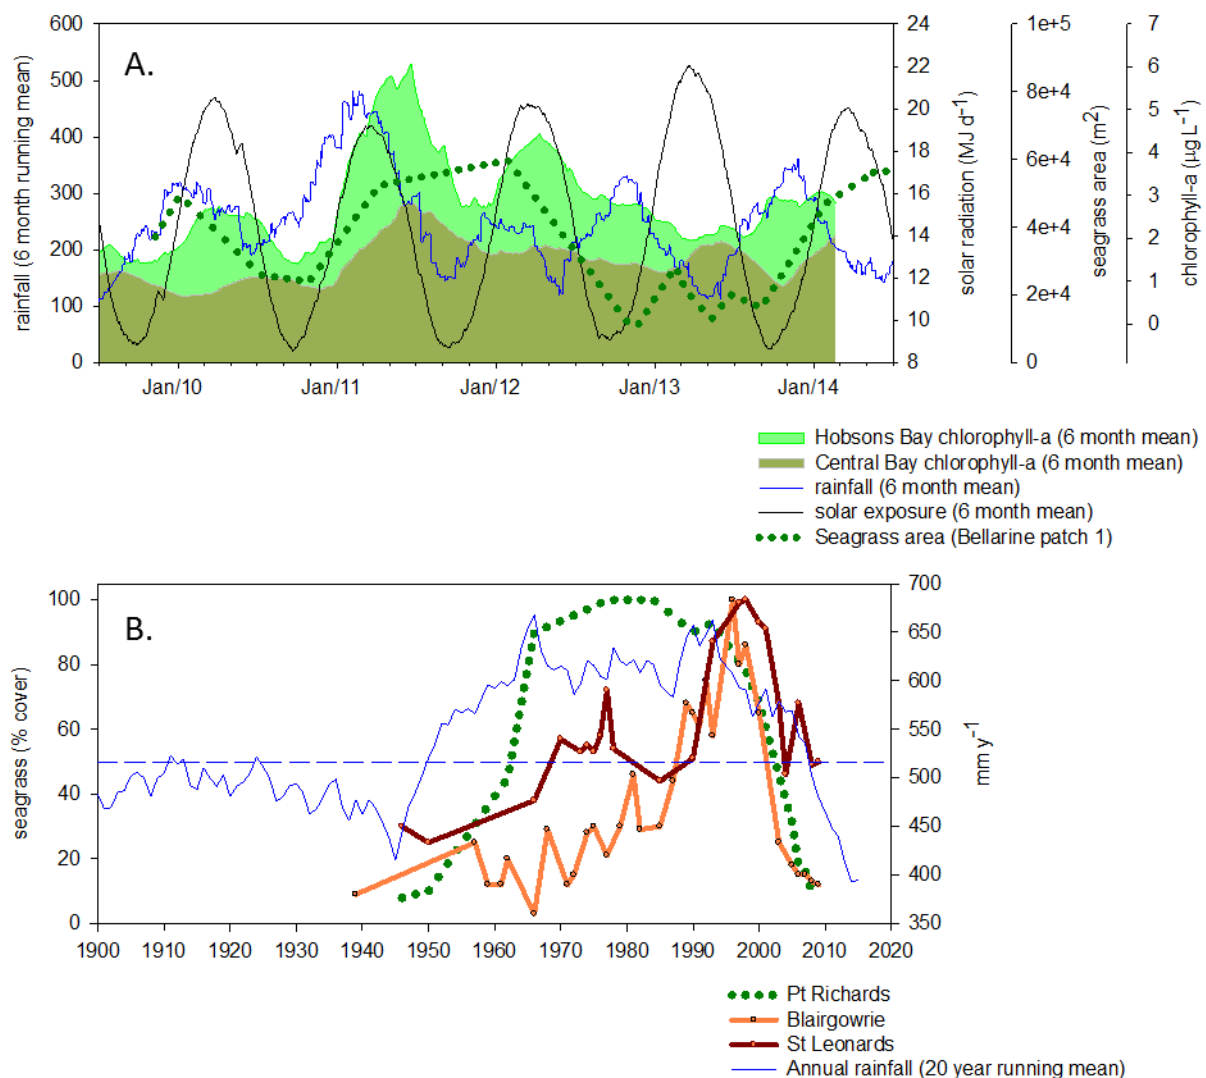 A.
rainfall (6 month running mean)
600
500
400
300
200
100
0
24
22
20
18
16
14
12
10
8
solar radiation (MJ d⁻¹)
1e+5
8e+4
6e+4
4e+4
2e+4
0
seagrass area (m²)
7
6
5
4
3
2
1
0
chlorophyll-a (µgL⁻¹)
Jan/10 Jan/11 Jan/12 Jan/13 Jan/14
Hobsons Bay chlorophyll-a (6 month mean)
Central Bay chlorophyll-a (6 month mean)
rainfall (6 month mean)
solar exposure (6 month mean)
Seagrass area (Bellarine patch 1)
B.
seagrass (% cover)
100
80
60
40
20
0
700
650
600
550
500
450
400
350
mm y⁻¹
1900 1910 1920 1930 1940 1950 1960 1970 1980 1990 2000 2010 2020
Pt Richards
Blairgowrie
St Leonards
Annual rainfall (20 year running mean)